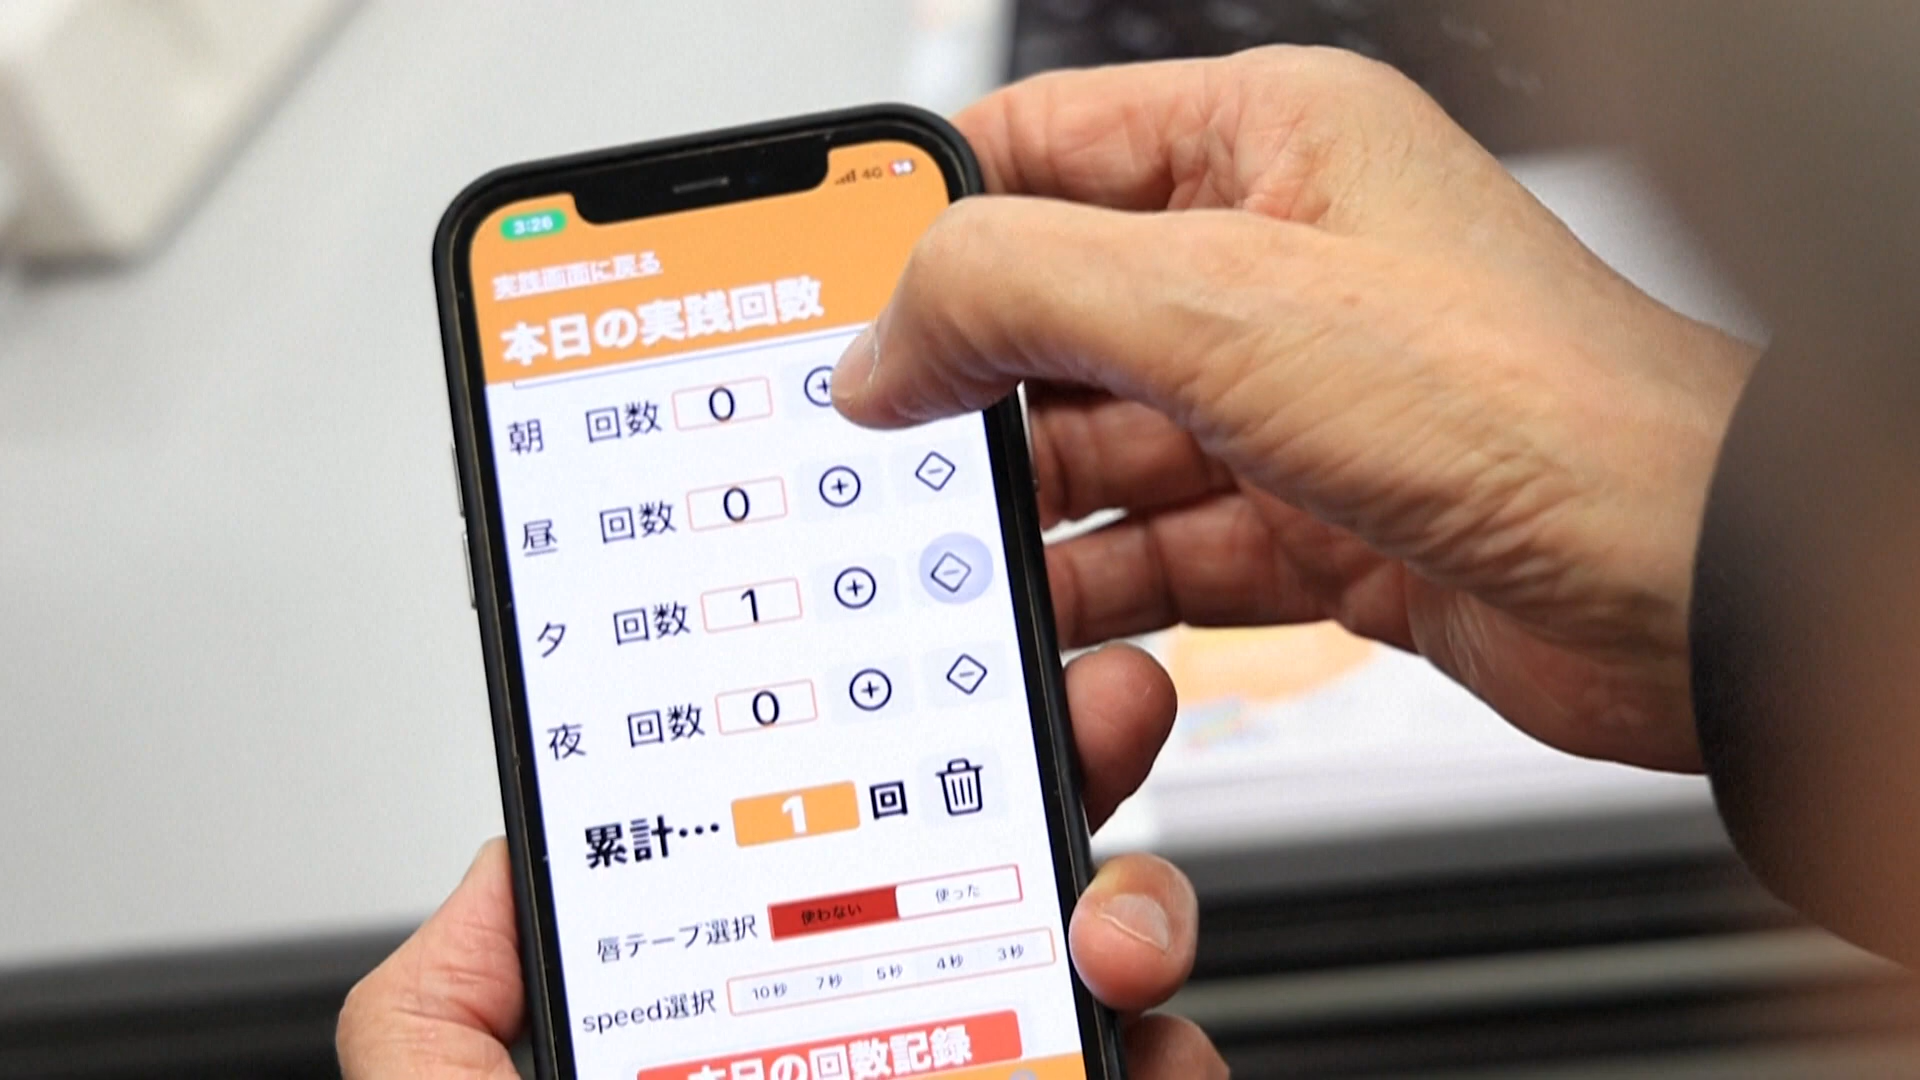 3:26 4G
実践画面に戻る
本日の実践回数
朝 回数 0 +
昼 回数 0 + -
夕 回数 1 + -
夜 回数 0 + -
累計… 1 回
唇テープ選択 使わない 使った
speed選択 10秒 7秒 5秒 4秒 3秒
本日の回数記録